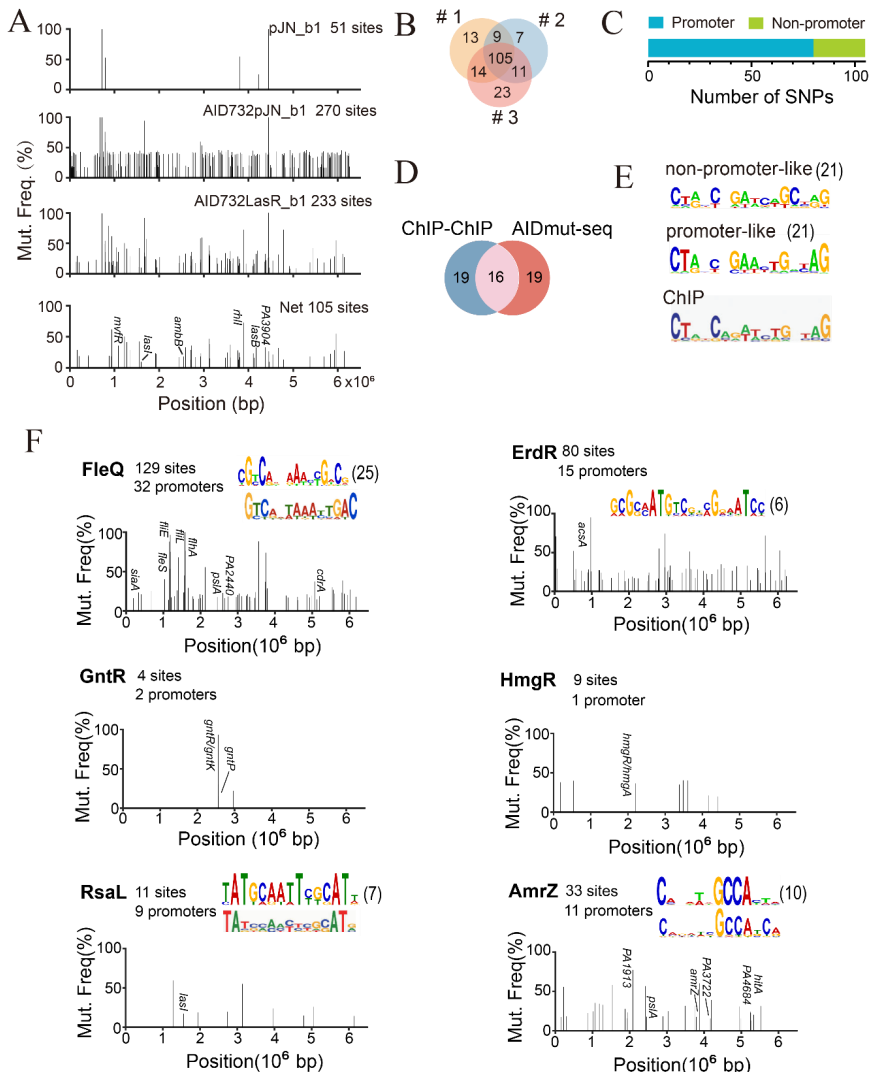 A
pJN_b1 51 sites
100
50
0
AID732pJN_b1 270 sites
100
50
0
AID732LasR_b1 233 sites
100
50
0
Net 105 sites
100
50
0
mvfR
lasI
ambB
rhlI
lasB
PA3904
Mut. Freq. (%)
0 1 2 3 4 5 6 x10⁶
Position (bp)
B
# 1
# 2
13 9 7
105
14 11
23
# 3
C
Promoter Non-promoter
0 50 100
Number of SNPs
D
ChIP-ChIP AIDmut-seq
19 16 19
E
non-promoter-like (21)
promoter-like (21)
ChIP
F
FleQ 129 sites
32 promoters
(25)
GTCA TAAATTGAC
Mut. Freq(%)
100
50
0
siaA
fleS
fliE
fliL
flhA
pslA
PA2440
cdrA
0 1 2 3 4 5 6
Position(10⁶ bp)
ErdR 80 sites
15 promoters
(6)
Mut. Freq(%)
100
50
0
acsA
0 1 2 3 4 5 6
Position(10⁶ bp)
GntR 4 sites
2 promoters
Mut. Freq(%)
100
50
0
gntR/gntK
gntP
0 1 2 3 4 5 6
Position (10⁶ bp)
HmgR 9 sites
1 promoter
Mut. Freq(%)
100
50
0
hmgR/hmgA
0 1 2 3 4 5 6
Position(10⁶ bp)
RsaL 11 sites
9 promoters
TATGCAATTCGCATT (7)
Mut. Freq(%)
100
50
0
lasI
0 1 2 3 4 5 6
Position(10⁶ bp)
AmrZ 33 sites
11 promoters
(10)
Mut. Freq(%)
100
50
0
PA1913
pslA
amrZ
PA3722
PA4684
hitA
0 1 2 3 4 5 6
Position(10⁶ bp)